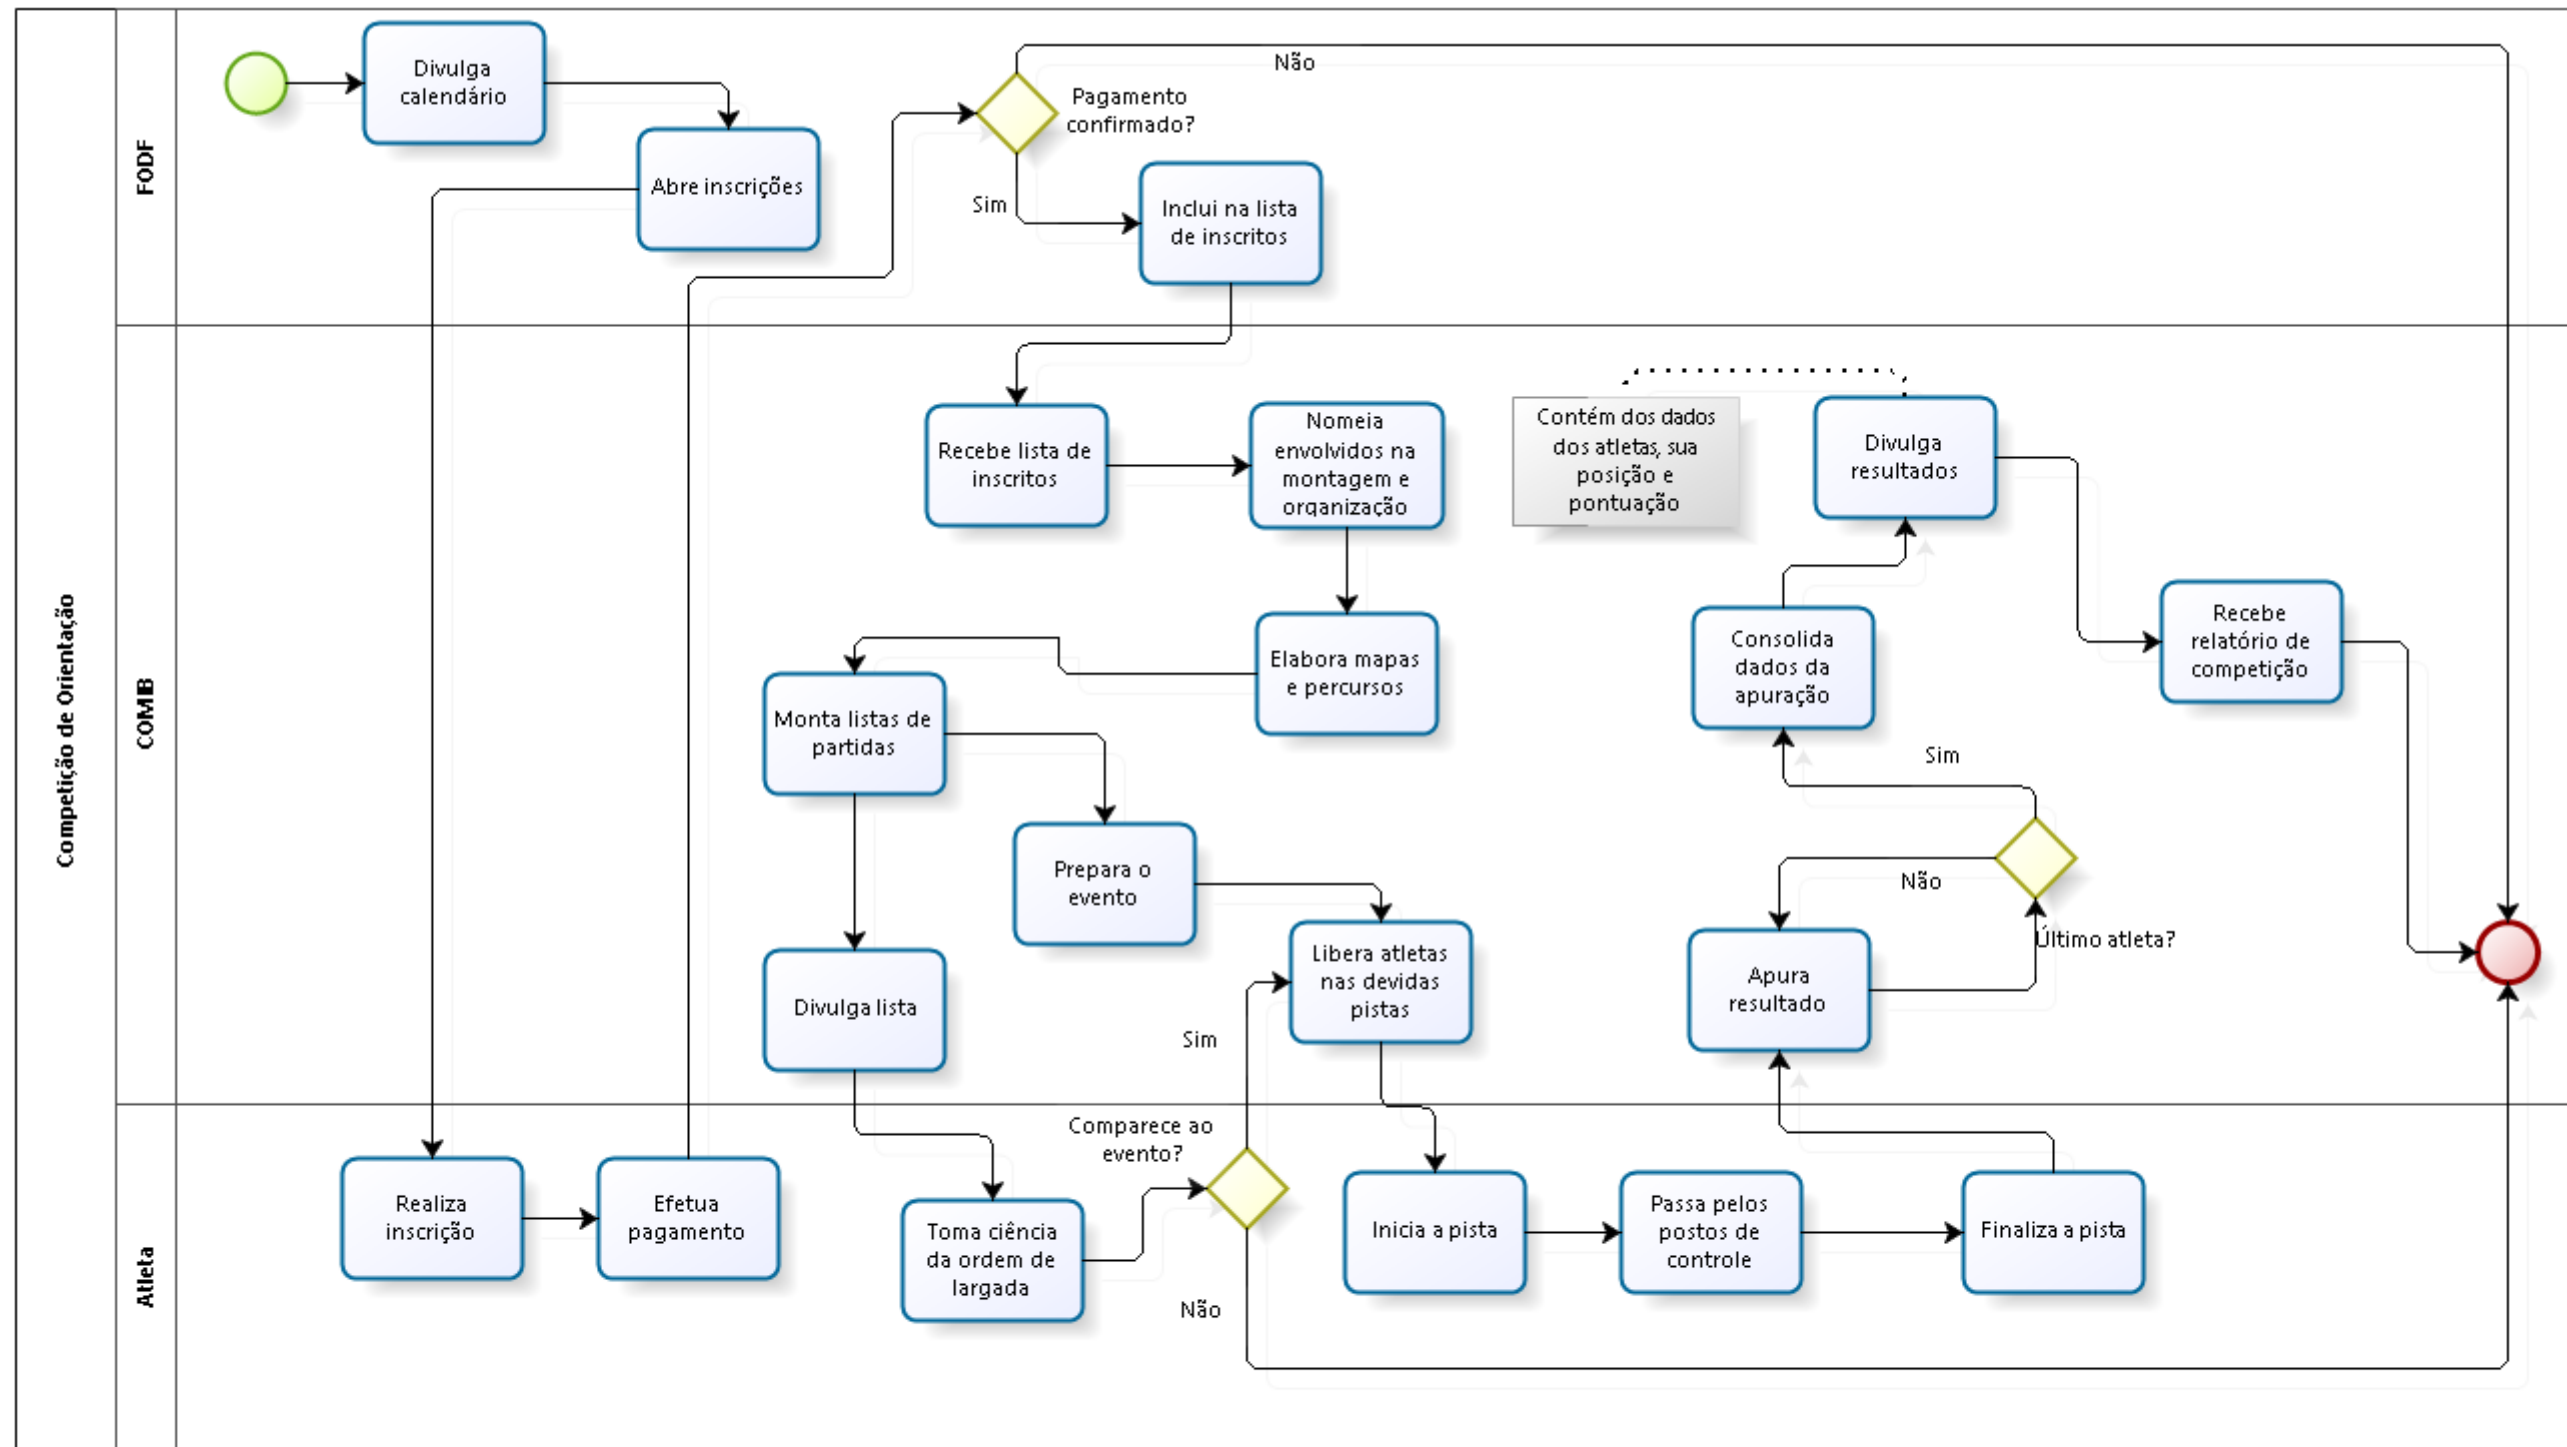 Competição de Orientação
FODF
Divulga
calendário
Abre inscrições
Não
Pagamento
confirmado?
Sim
Inclui na lista
de inscritos
COMB
Recebe lista de
inscritos
Nomeia
envolvidos na
montagem e
organização
Contém dos dados
dos atletas, sua
posição e
pontuação
Divulga
resultados
Elabora mapas
e percursos
Consolida
dados da
apuração
Recebe
relatório de
competição
Monta listas de
partidas
Sim
Prepara o
evento
Não
Último atleta?
Divulga lista
Libera atletas
nas devidas
pistas
Apura
resultado
Sim
Atleta
Comparece ao
evento?
Realiza
inscrição
Efetua
pagamento
Toma ciência
da ordem de
largada
Inicia a pista
Passa pelos
postos de
controle
Finaliza a pista
Não